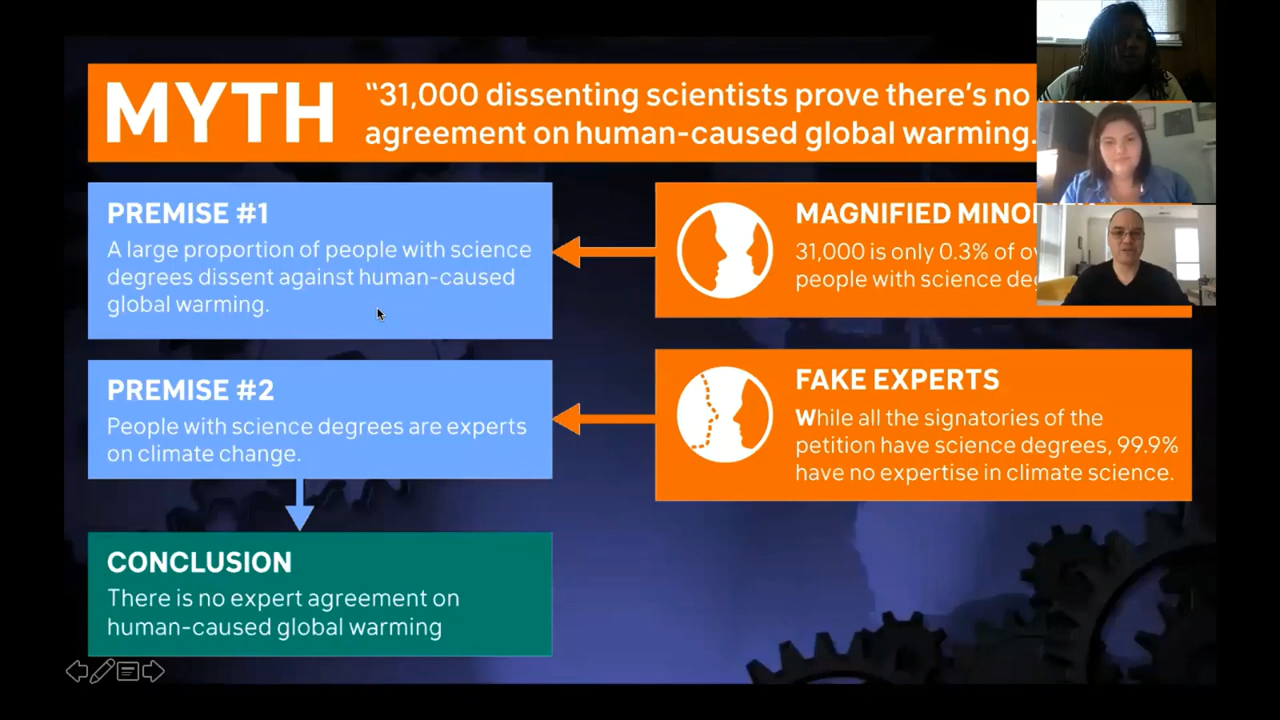 MYTH
“31,000 dissenting scientists prove there’s no
agreement on human-caused global warming.
PREMISE #1
A large proportion of people with science
degrees dissent against human-caused
global warming.
MAGNIFIED
31,000 is only 0.3% of
people with science
PREMISE #2
People with science degrees are experts
on climate change.
FAKE EXPERTS
While all the signatories of the
petition have science degrees, 99.9%
have no expertise in climate science.
CONCLUSION
There is no expert agreement on
human-caused global warming